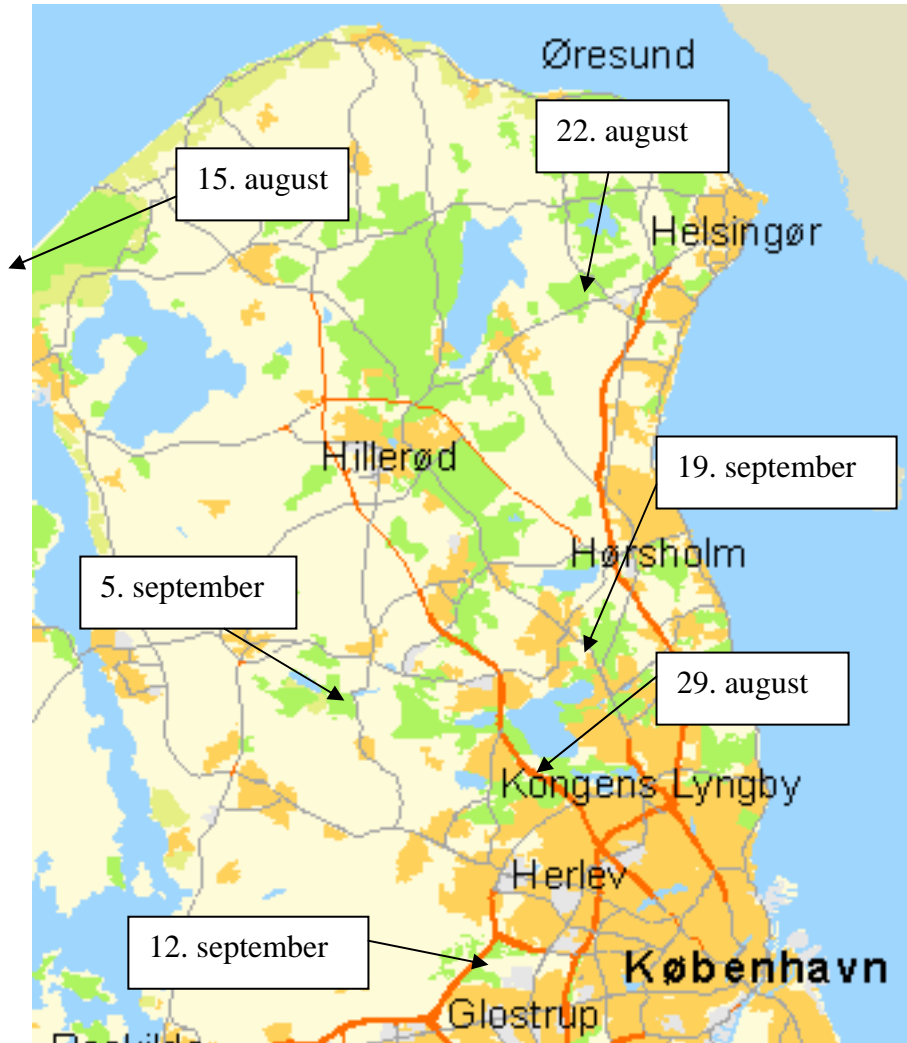 Øresund
22. august
15. august
Helsingør
Hillerød
19. september
Hørsholm
5. september
29. august
Kongens Lyngby
Herlev
12. september
København
Glostrup